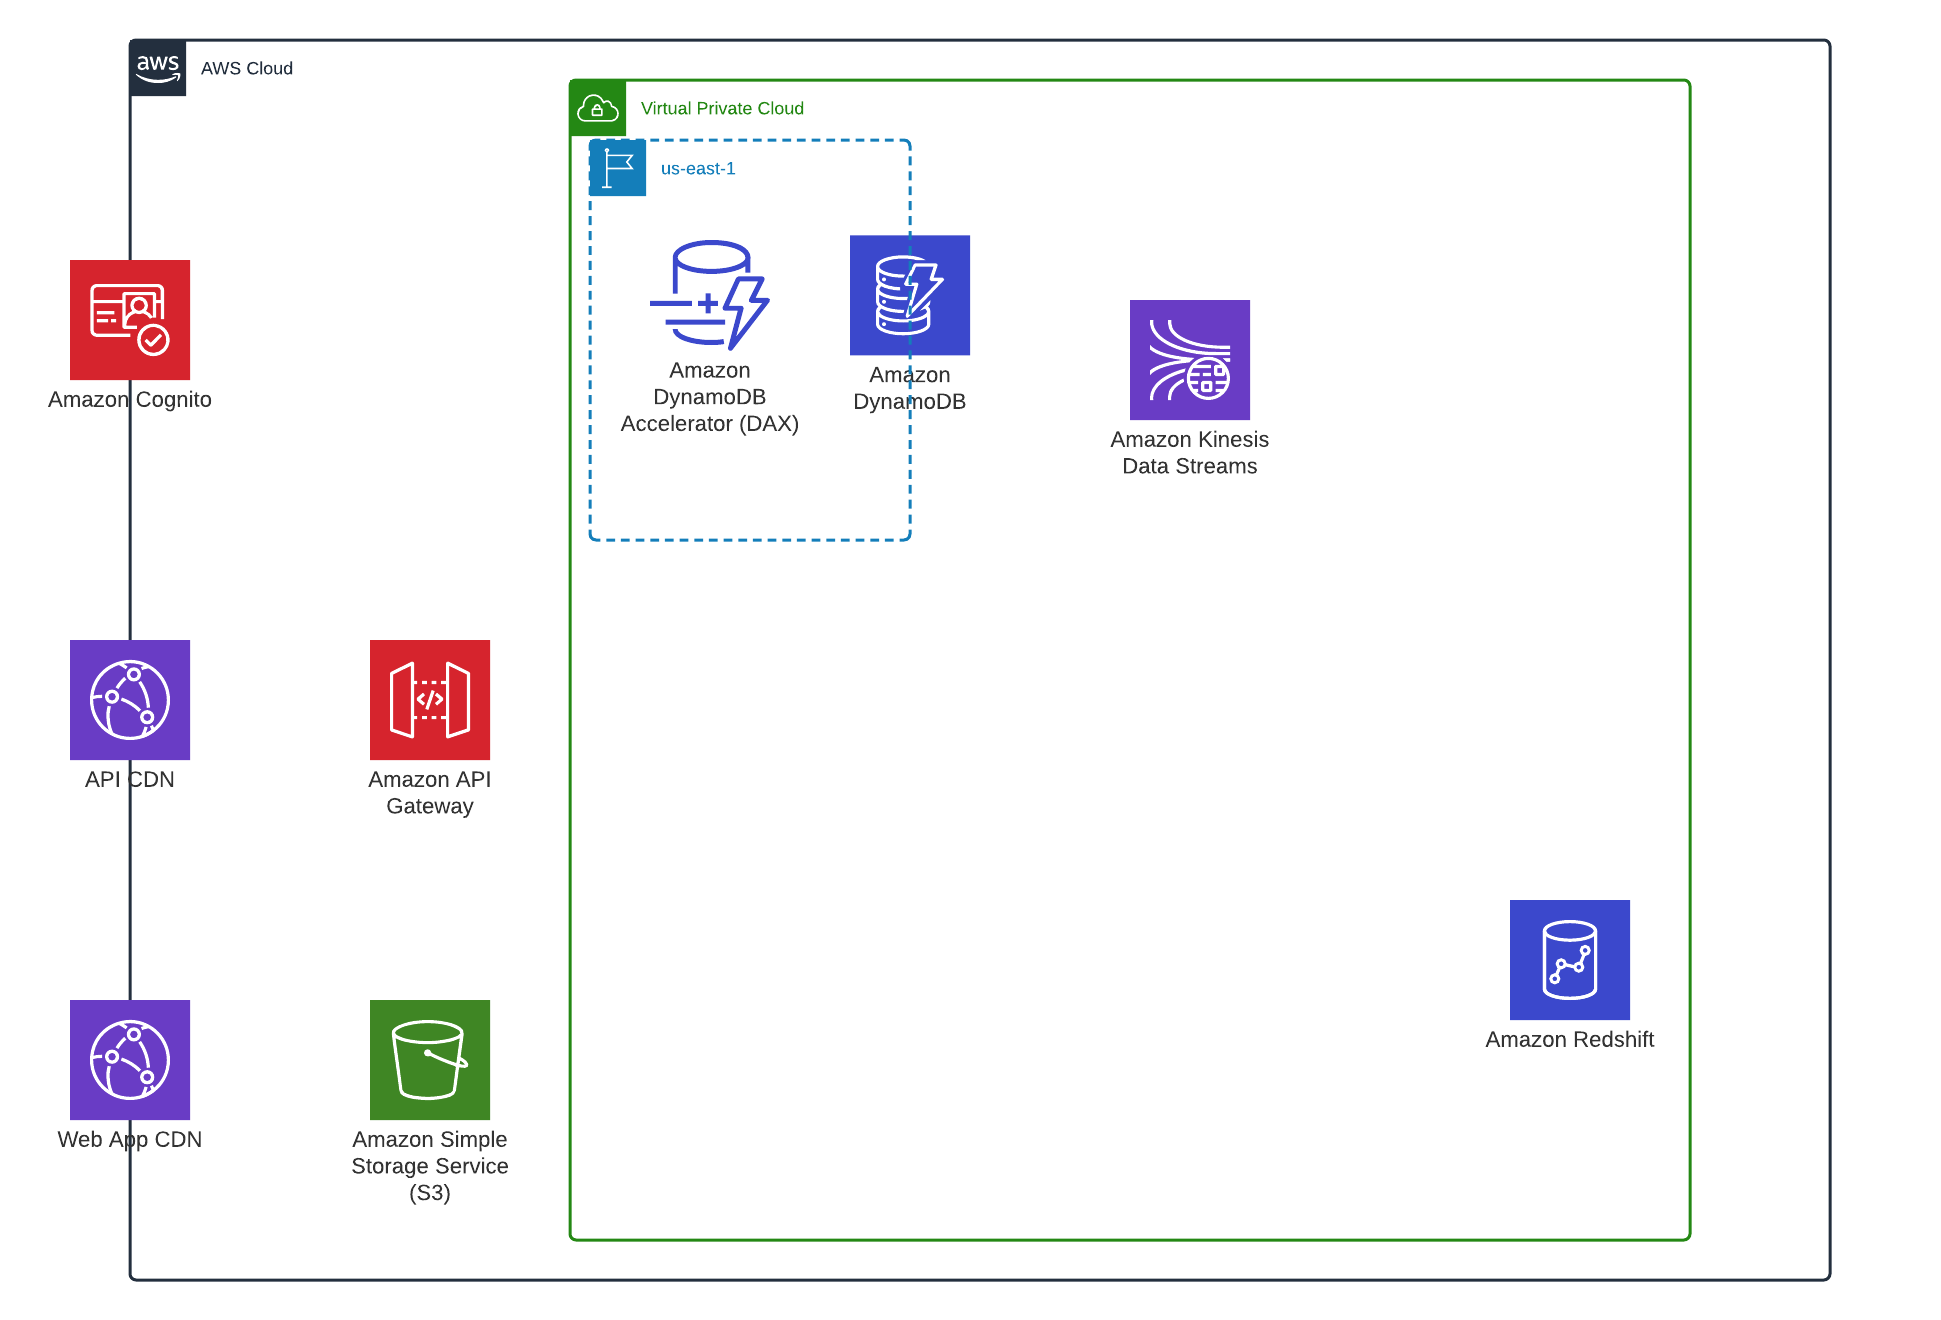 aws
AWS Cloud
Virtual Private Cloud
us-east-1
Amazon
DynamoDB
Accelerator (DAX)
Amazon
DynamoDB
Amazon Cognito
Amazon Kinesis
Data Streams
API CDN
Amazon API
Gateway
Amazon Redshift
Web App CDN
Amazon Simple
Storage Service
(S3)